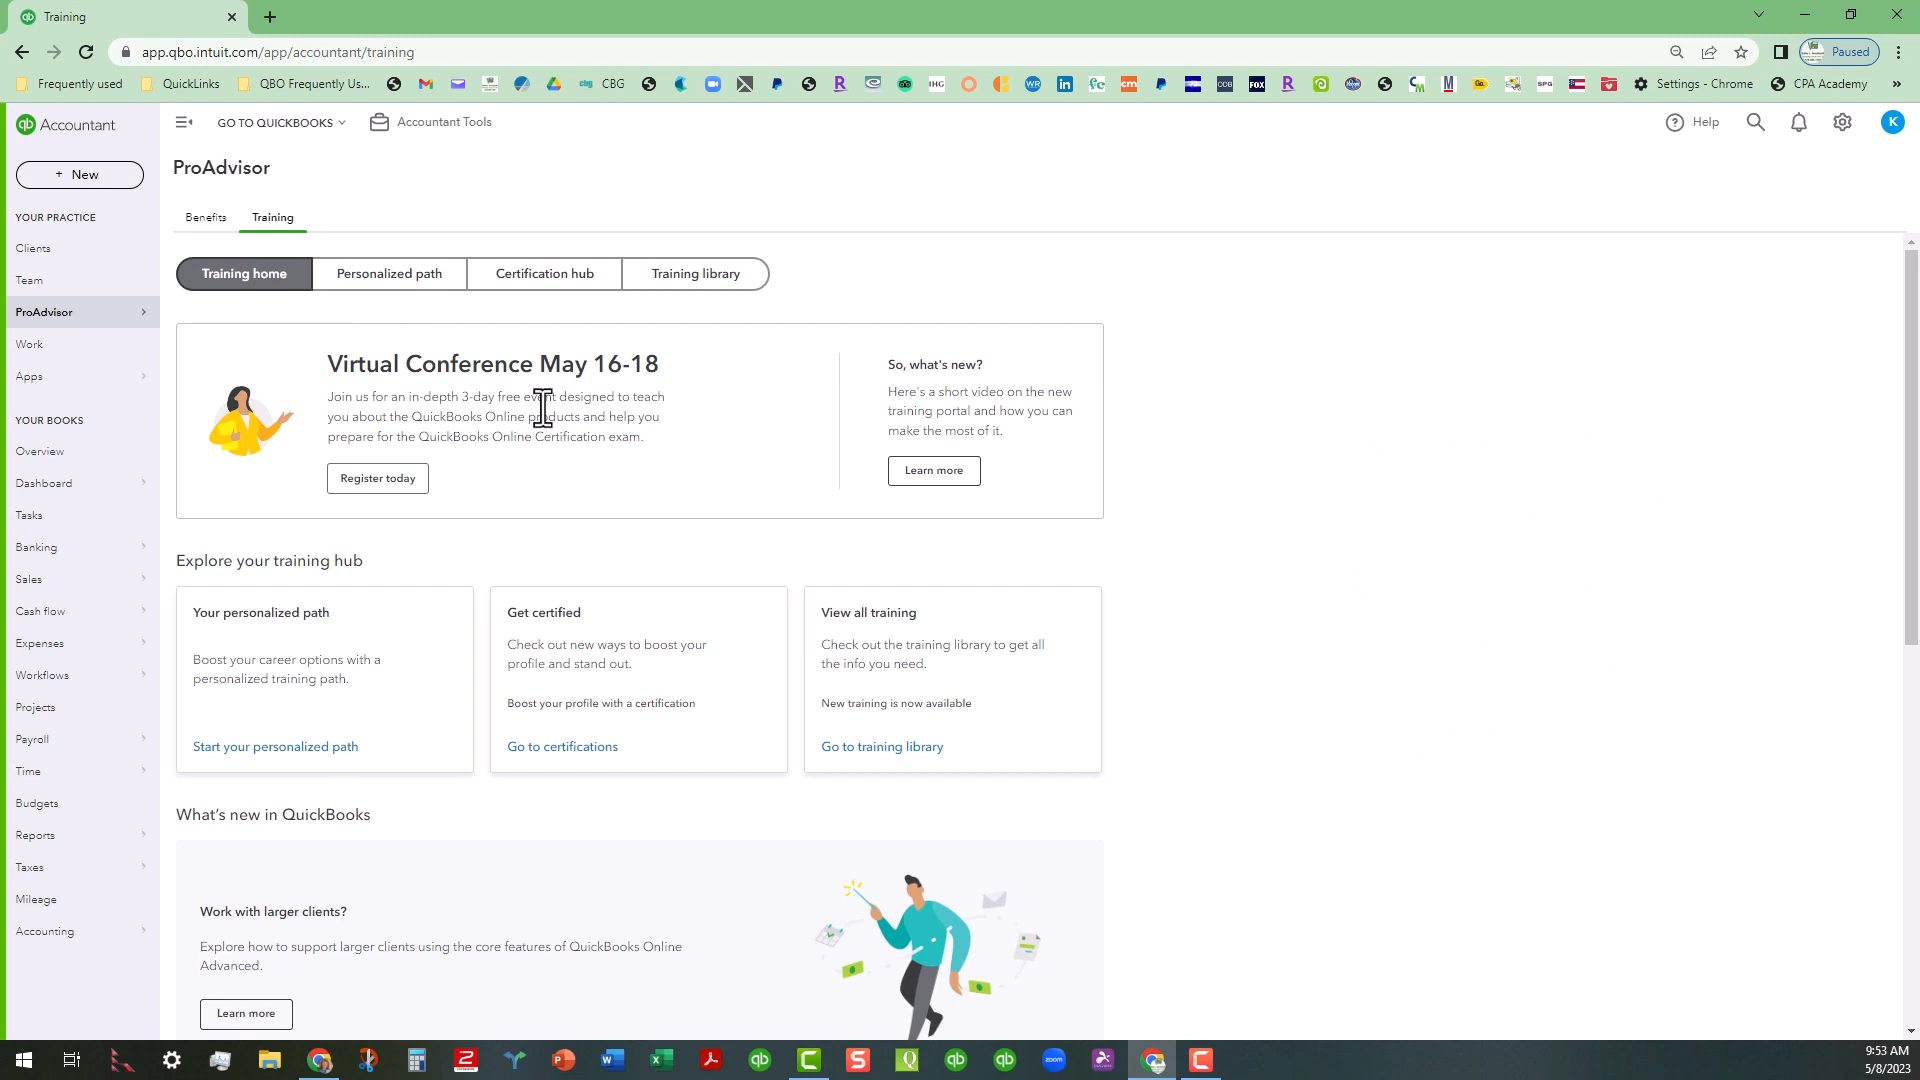 Training
app.qbo.intuit.com/app/accountant/training
Paused
Frequently used
QuickLinks
QBO Frequently Us...
CBG
Settings - Chrome
CPA Academy
»
qb Accountant
GO TO QUICKBOOKS
Accountant Tools
Help
K
+ New
ProAdvisor
Benefits
Training
YOUR PRACTICE
Clients
Team
ProAdvisor
Work
Apps
YOUR BOOKS
Overview
Dashboard
Tasks
Banking
Sales
Cash flow
Expenses
Workflows
Projects
Payroll
Time
Budgets
Reports
Taxes
Mileage
Accounting
Training home
Personalized path
Certification hub
Training library
Virtual Conference May 16-18
Join us for an in-depth 3-day free event designed to teach
you about the QuickBooks Online products and help you
prepare for the QuickBooks Online Certification exam.
Register today
So, what's new?
Here's a short video on the new
training portal and how you can
make the most of it.
Learn more
Explore your training hub
Your personalized path
Boost your career options with a
personalized training path.
Start your personalized path
Get certified
Check out new ways to boost your
profile and stand out.
Boost your profile with a certification
Go to certifications
View all training
Check out the training library to get all
the info you need.
New training is now available
Go to training library
What's new in QuickBooks
Work with larger clients?
Explore how to support larger clients using the core features of QuickBooks Online
Advanced.
Learn more
9:53 AM
5/8/2023